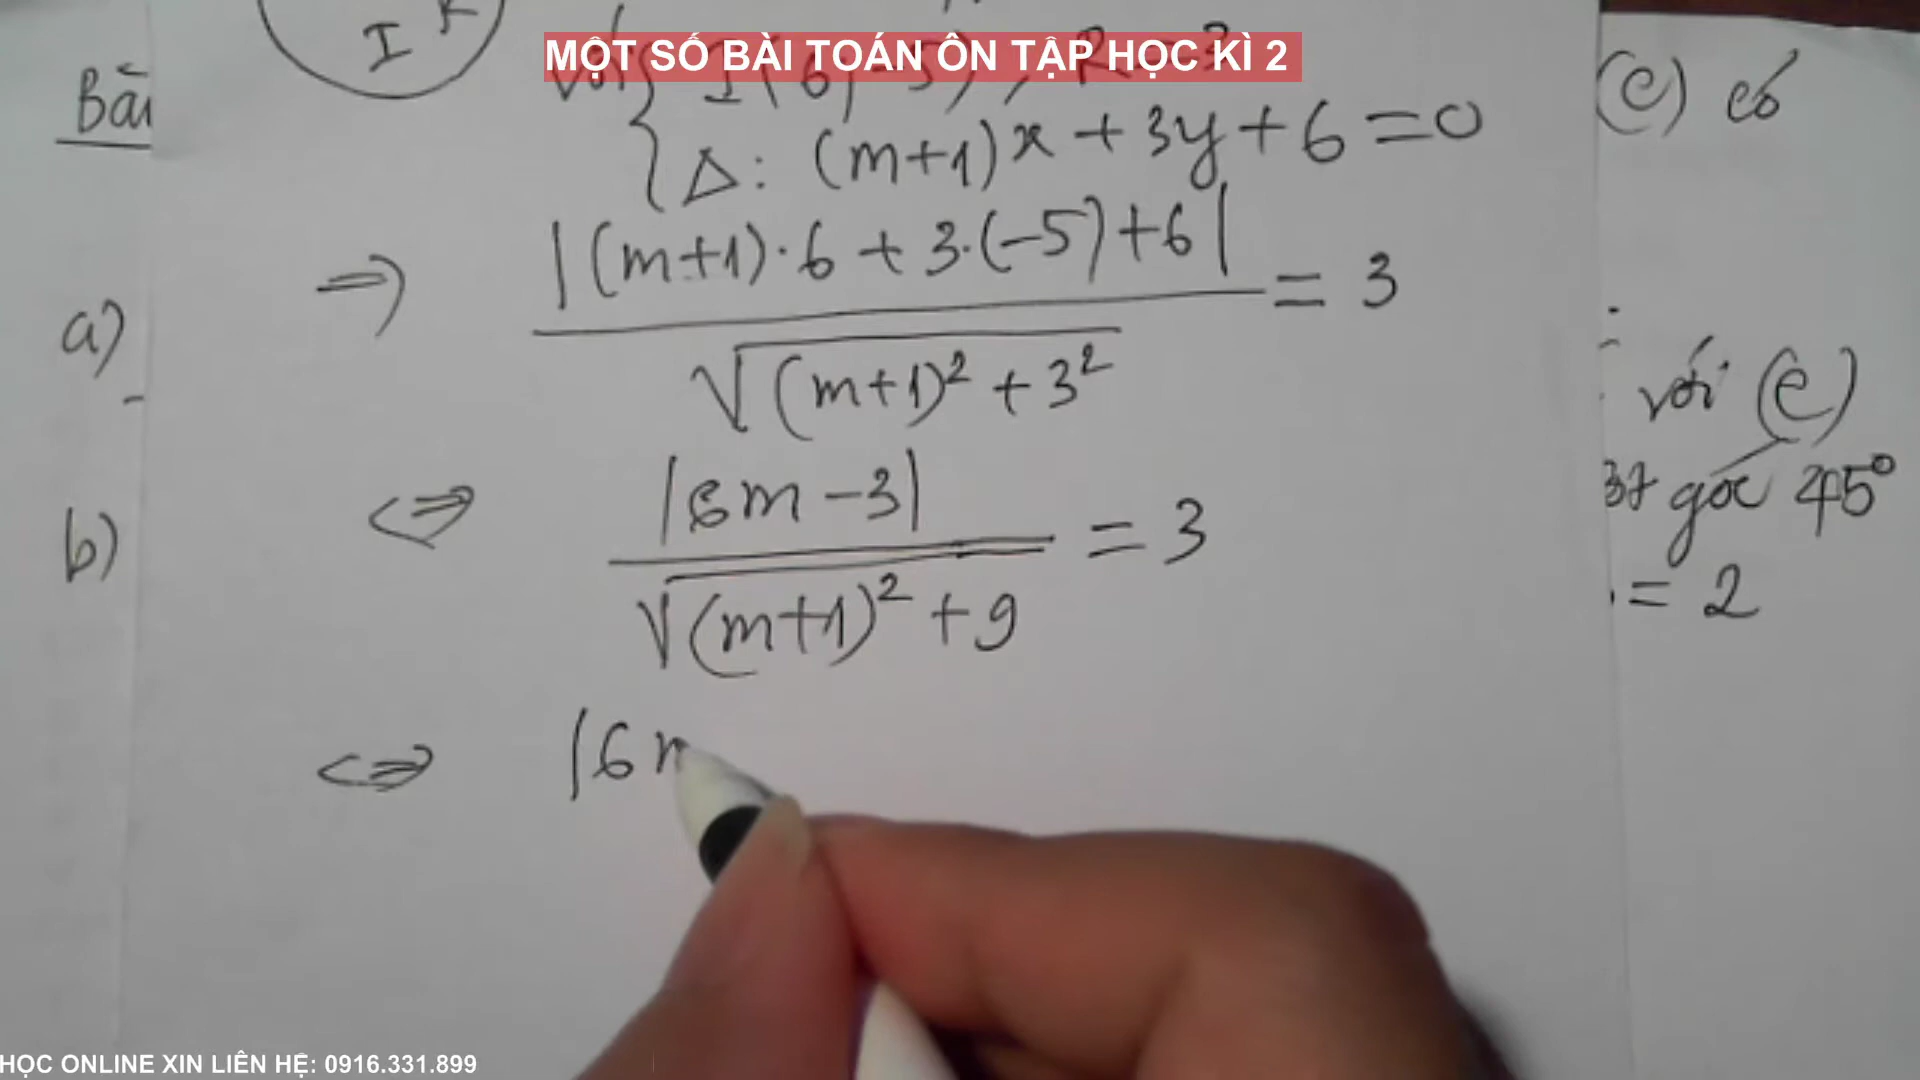 MỘT SỐ BÀI TOÁN ÔN TẬP HỌC KÌ 2
I
Bài
(C) có
Δ: (m+1)x + 3y + 6 = 0
⇒ |(m+1)·6 + 3·(-5) + 6| / √(m+1)² + 3² = 3
a)
với (C)
⇔ |6m - 3| / √(m+1)² + 9 = 3
góc 45°
b)
= 2
⇔ |6m
HỌC ONLINE XIN LIÊN HỆ: 0916.331.899